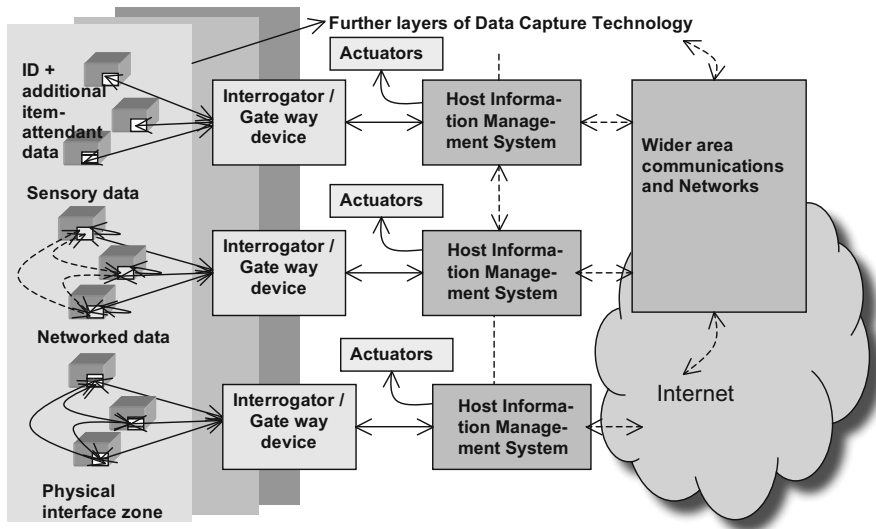 Further layers of Data Capture Technology
ID +
additional
item-
attendant
data
Actuators
Interrogator /
Gate way
device
Host Informa-
tion Manage-
ment System
Wider area
communications
and Networks
Sensory data
Actuators
Interrogator /
Gate way
device
Host Informa-
tion Manage-
ment System
Networked data
Actuators
Interrogator /
Gate way
device
Host Informa-
tion Manage-
ment System
Internet
Physical
interface zone